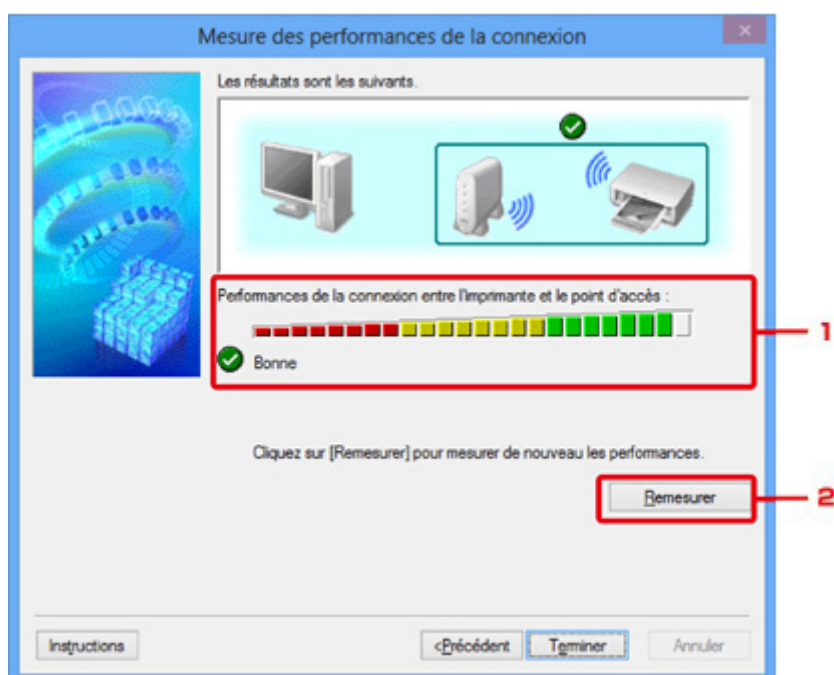 Mesure des performances de la connexion
Les résultats sont les suivants.
Performances de la connexion entre l'imprimante et le point d'accès :
1
Bonne
Cliquez sur [Remesurer] pour mesurer de nouveau les performances.
Remesurer
2
Instructions
<Précédent
Terminer
Annuler